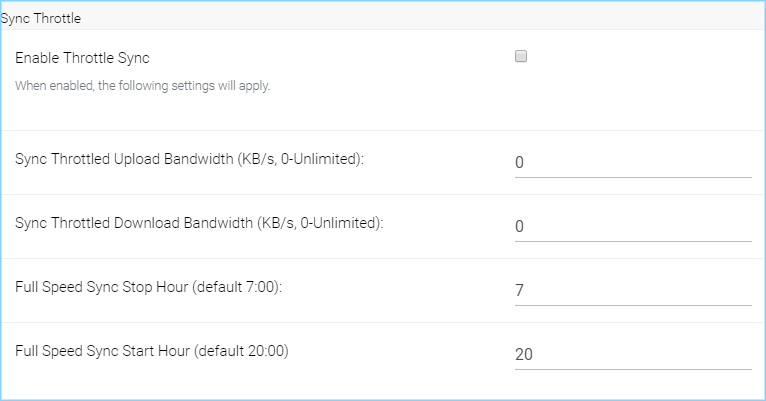 Sync Throttle
Enable Throttle Sync
When enabled, the following settings will apply.
Sync Throttled Upload Bandwidth (KB/s, 0-Unlimited):
0
Sync Throttled Download Bandwidth (KB/s, 0-Unlimited):
0
Full Speed Sync Stop Hour (default 7:00):
7
Full Speed Sync Start Hour (default 20:00)
20